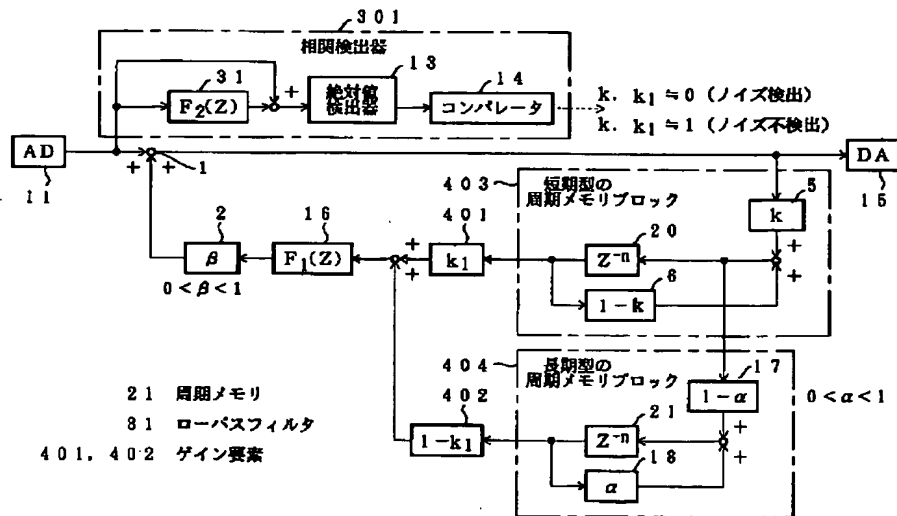 301
相関検出器
31
13
14
F₂(Z)
+
絶対値
検出器
コンパレータ
k. k₁≒0 (ノイズ検出)
k. k₁≒1 (ノイズ不検出)
AD
DA
11
+
+
1
15
403
短期型の
周期メモリブロック
5
k
2
16
401
20
β
F₁(Z)
+
+
k₁
Z⁻ⁿ
+
+
0<β<1
6
1-k
404
長期型の
周期メモリブロック
17
402
1-α
0<α<1
21 周期メモリ
21
+
31 ローパスフィルタ
1-k₁
Z⁻ⁿ
+
18
401, 402 ゲイン要素
α